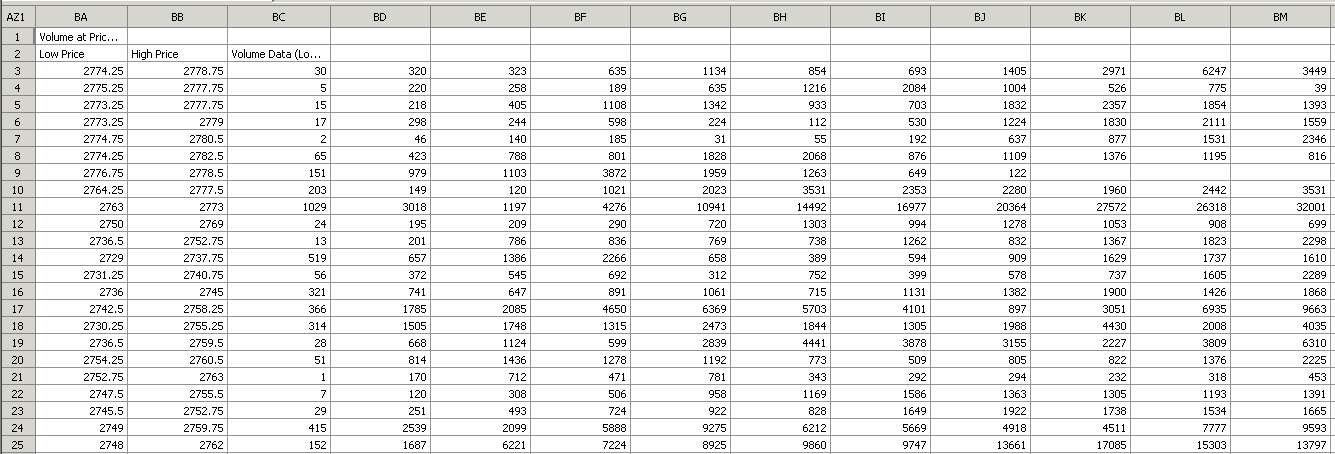 AZ1 BA BB BC BD BE BF BG BH BI BJ BK BL BM
1 Volume at Pric...
2 Low Price High Price Volume Data (Lo...
3 2774.25 2778.75 30 320 323 635 1134 854 693 1405 2971 6247 3449
4 2775.25 2777.75 5 220 258 189 635 1216 2084 1004 526 775 39
5 2773.25 2777.75 15 218 405 1108 1342 933 703 1832 2357 1854 1393
6 2773.25 2779 17 298 244 598 224 112 530 1224 1830 2111 1559
7 2774.75 2780.5 2 46 140 185 31 55 192 637 877 1531 2346
8 2774.25 2782.5 65 423 788 801 1828 2068 876 1109 1376 1195 816
9 2776.75 2778.5 151 979 1103 3872 1959 1263 649 122
10 2764.25 2777.5 203 149 120 1021 2023 3531 2353 2280 1960 2442 3531
11 2763 2773 1029 3018 1197 4276 10941 14492 16977 20364 27572 26318 32001
12 2750 2769 24 195 209 290 720 1303 994 1278 1053 908 699
13 2736.5 2752.75 13 201 786 836 769 738 1262 832 1367 1823 2298
14 2729 2737.75 519 657 1386 2266 658 389 594 909 1629 1737 1610
15 2731.25 2740.75 56 372 545 692 312 752 399 578 737 1605 2289
16 2736 2745 321 741 647 891 1061 715 1131 1382 1900 1426 1868
17 2742.5 2758.25 366 1785 2085 4650 6369 5703 4101 897 3051 6935 9663
18 2730.25 2755.25 314 1505 1748 1315 2473 1844 1305 1988 4430 2008 4035
19 2736.5 2759.5 28 668 1124 599 2839 4441 3878 3155 2227 3809 6310
20 2754.25 2760.5 51 814 1436 1278 1192 773 509 805 822 1376 2225
21 2752.75 2763 1 170 712 471 781 343 292 294 232 318 453
22 2747.5 2755.5 7 120 308 506 958 1169 1586 1363 1305 1193 1391
23 2745.5 2752.75 29 251 493 724 922 828 1649 1922 1738 1534 1665
24 2749 2759.75 415 2539 2099 5888 9275 6212 5669 4918 4511 7777 9593
25 2748 2762 152 1687 6221 7224 8925 9860 9747 13661 17085 15303 13797